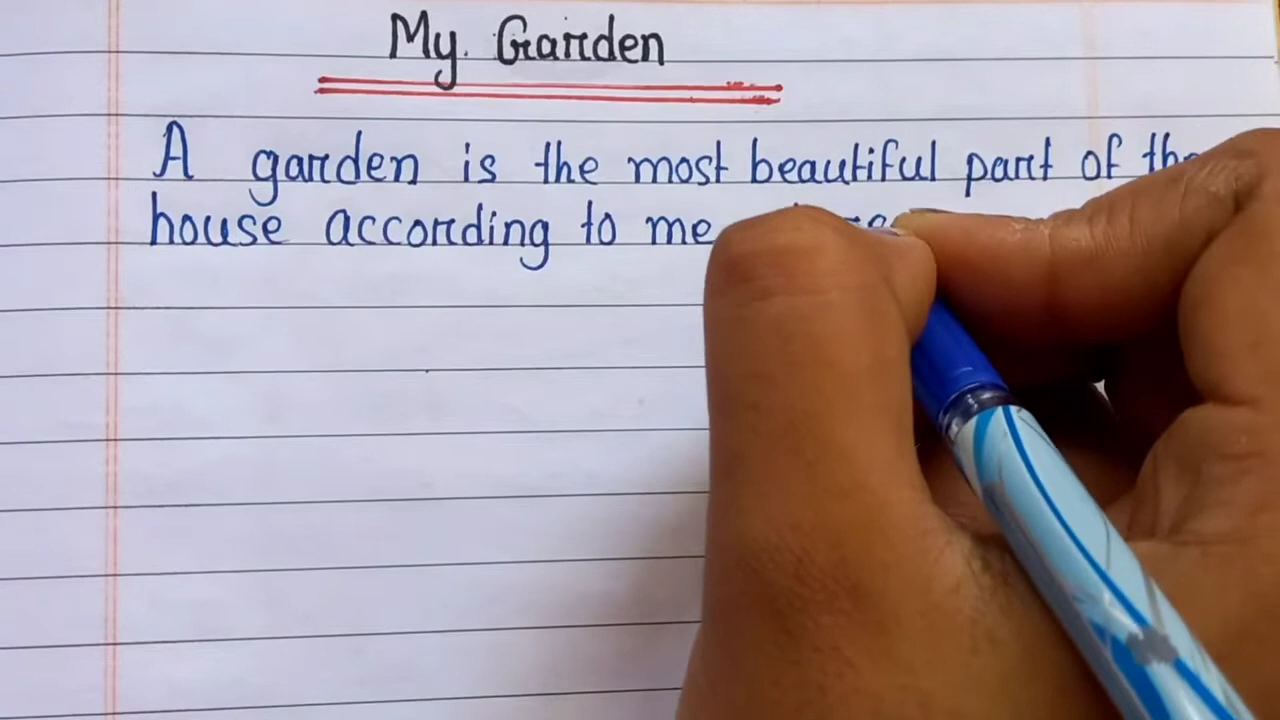 My Garden
A garden is the most beautiful part of the
house according to me